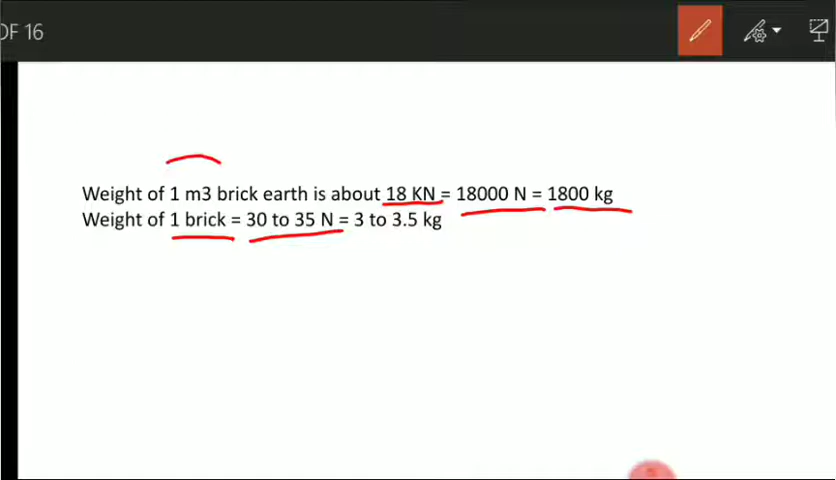 OF 16
Weight of 1 m3 brick earth is about 18 KN = 18000 N = 1800 kg
Weight of 1 brick = 30 to 35 N = 3 to 3.5 kg